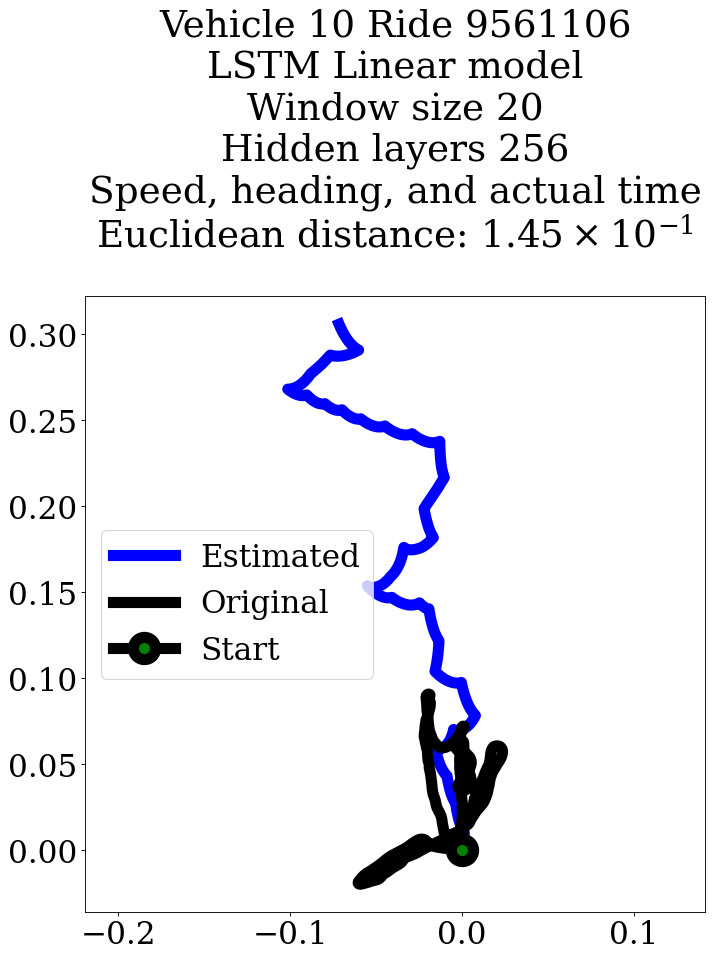 Vehicle 10 Ride 9561106
LSTM Linear model
Window size 20
Hidden layers 256
Speed, heading, and actual time
Euclidean distance: 1.45 × 10⁻¹
0.30
0.25
0.20
0.15
0.10
0.05
0.00
Estimated
Original
Start
−0.2
−0.1
0.0
0.1